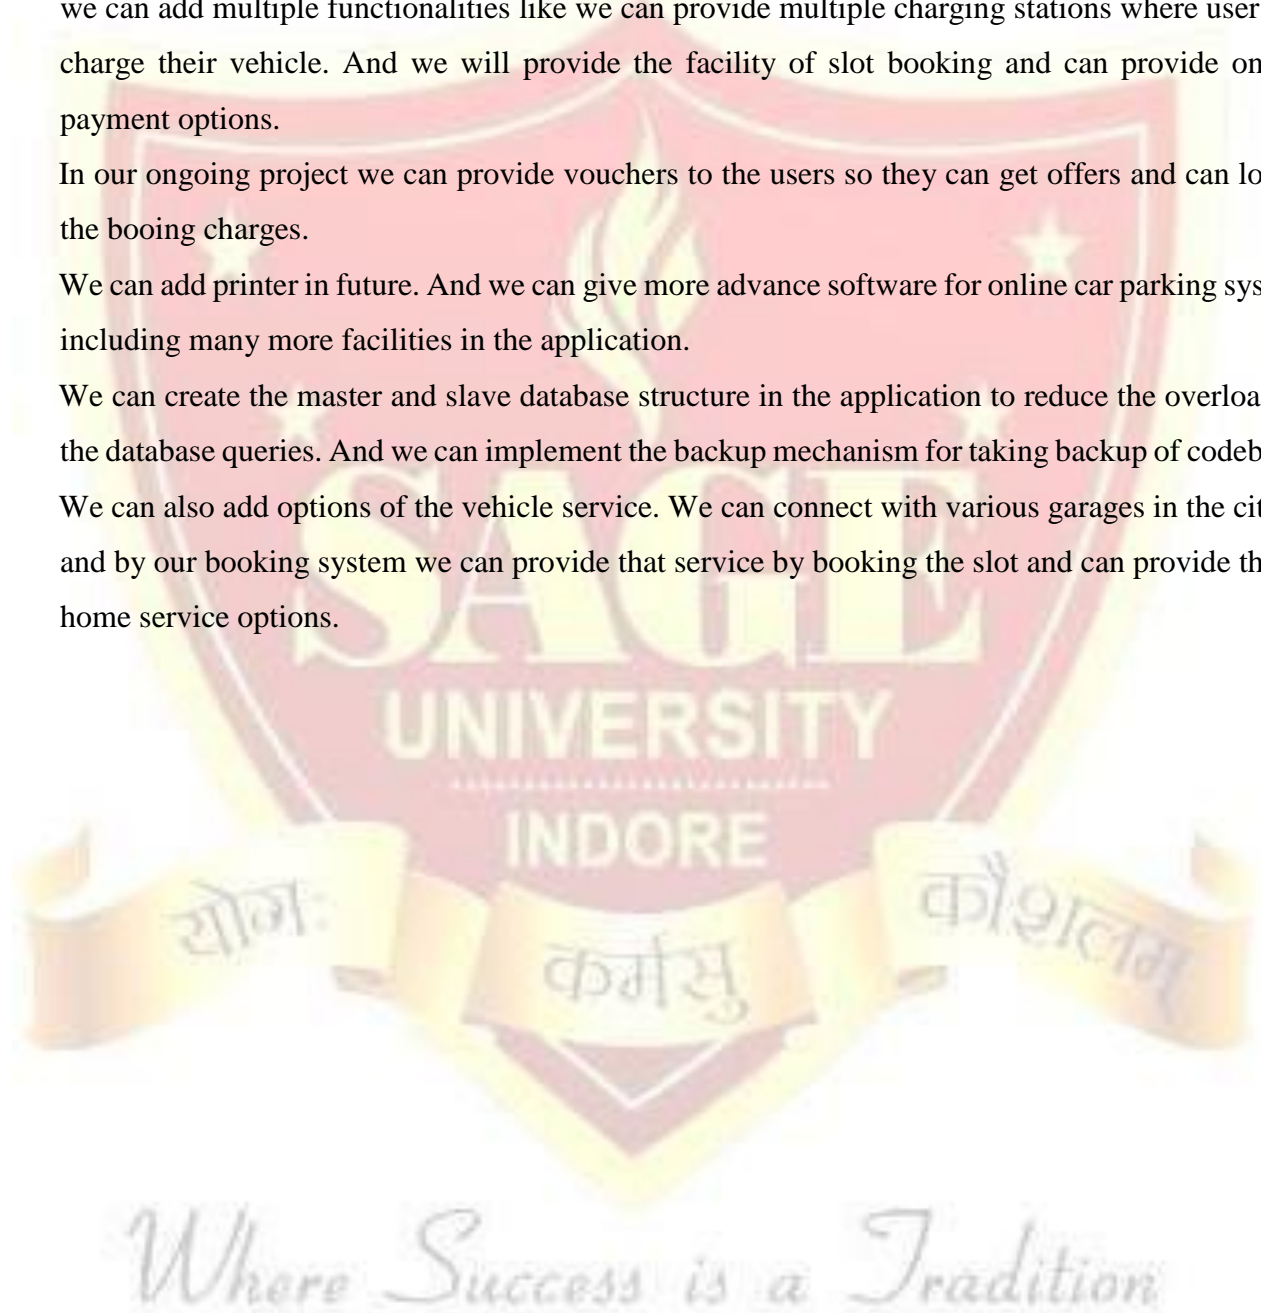 we can add multiple functionalities like we can provide multiple charging stations where user
charge their vehicle. And we will provide the facility of slot booking and can provide on
payment options.
In our ongoing project we can provide vouchers to the users so they can get offers and can lo
the booing charges.
We can add printer in future. And we can give more advance software for online car parking sys
including many more facilities in the application.
We can create the master and slave database structure in the application to reduce the overloa
the database queries. And we can implement the backup mechanism for taking backup of codeb
We can also add options of the vehicle service. We can connect with various garages in the cit
and by our booking system we can provide that service by booking the slot and can provide th
home service options.
SAGE
UNIVERSITY
INDORE
योगः
कर्मसु
कौशलम्
Where Success is a Tradition